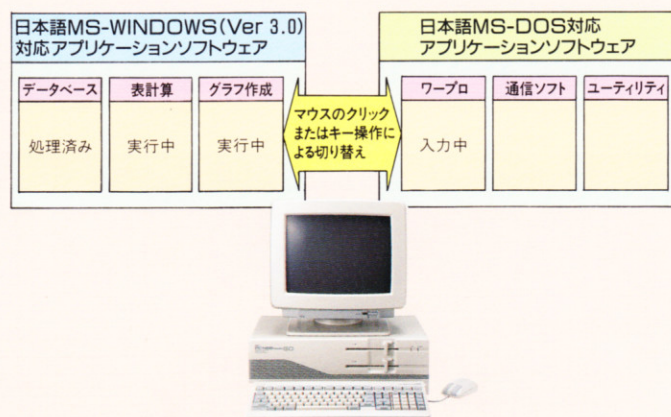 日本語MS-WINDOWS(Ver 3.0)
対応アプリケーションソフトウェア
データベース
処理済み
表計算
実行中
グラフ作成
実行中
マウスのクリック
またはキー操作に
よる切り替え
日本語MS-DOS対応
アプリケーションソフトウェア
ワープロ
入力中
通信ソフト
ユーティリティ